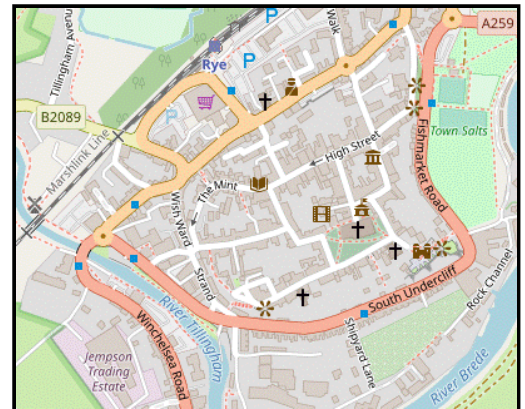 Tillingham Avenue
Walk
A259
Rye
P
P
P
B2089
Marshlink Line
High Street
Fishmarket Road
Town Salts
The Mint
Wish Ward
Strand
South Undercliff
Rock Channel
River Tillingham
Winchelsea Road
Shipyard Lane
Jempson
Trading
Estate
River Brede